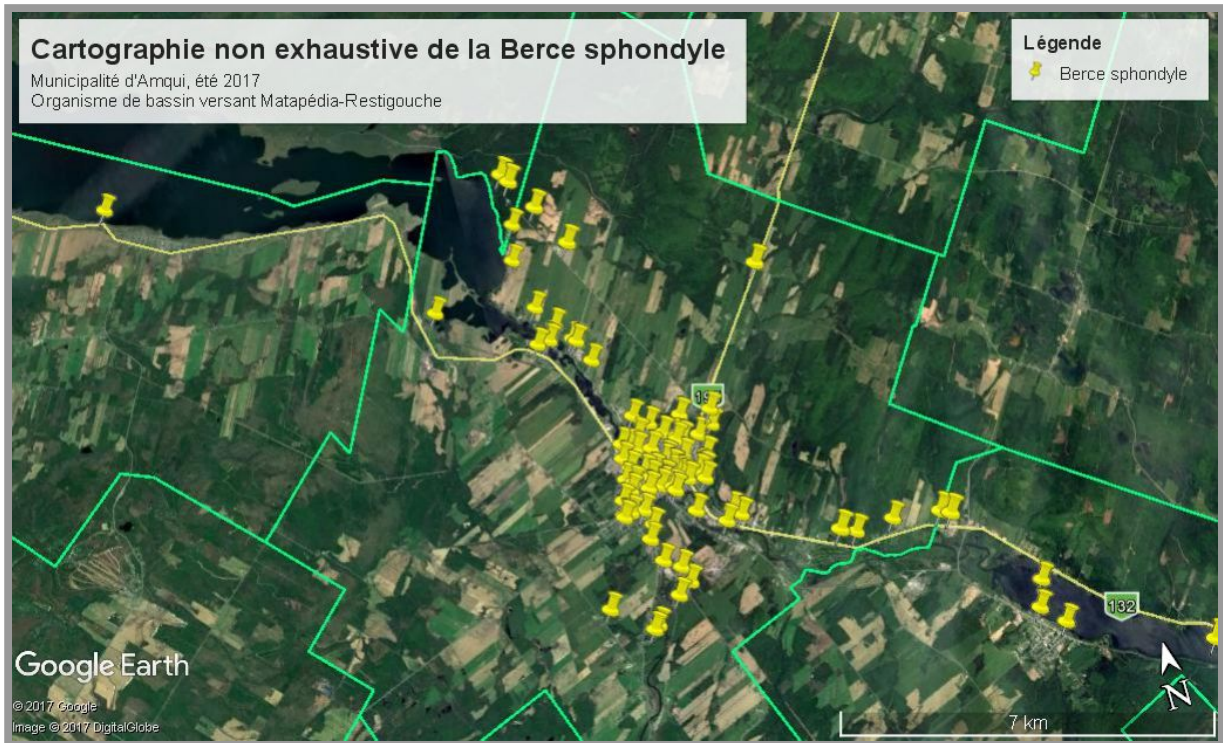 Cartographie non exhaustive de la Berce sphondyle
Municipalité d'Amqui, été 2017
Organisme de bassin versant Matapédia-Restigouche
Légende
Berce sphondyle
132
Google Earth
© 2017 Google
Image © 2017 DigitalGlobe
N
7 km